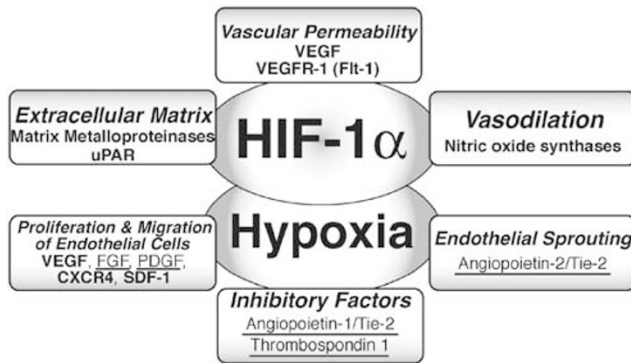 Vascular Permeability
VEGF
VEGFR-1 (Flt-1)
Extracellular Matrix
Matrix Metalloproteinases
uPAR
HIF-1α
Vasodilation
Nitric oxide synthases
Proliferation & Migration
of Endothelial Cells
VEGF, FGF, PDGF,
CXCR4, SDF-1
Hypoxia
Endothelial Sprouting
Angiopoietin-2/Tie-2
Inhibitory Factors
Angiopoietin-1/Tie-2
Thrombospondin 1